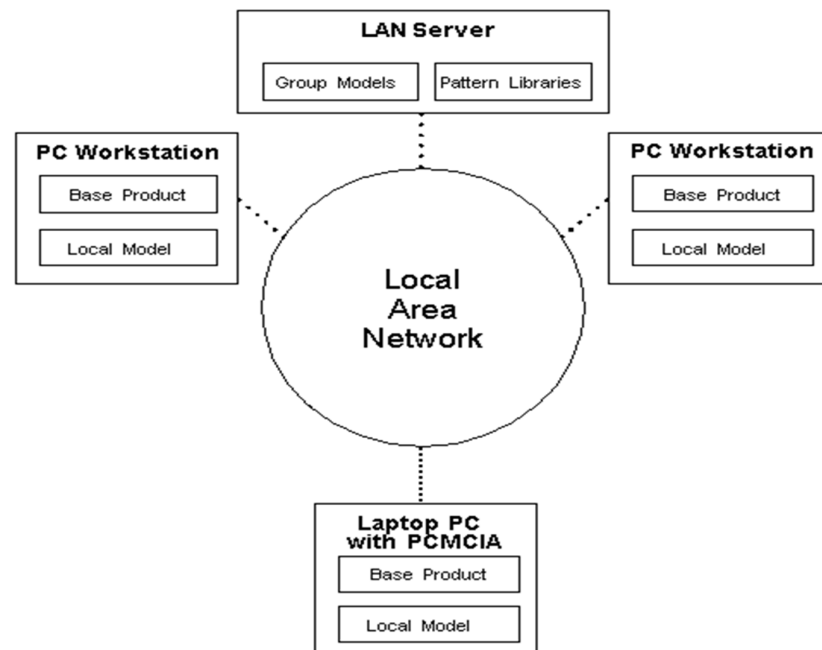 LAN Server
Group Models
Pattern Libraries
PC Workstation
Base Product
Local Model
PC Workstation
Base Product
Local Model
Local
Area
Network
Laptop PC
with PCMCIA
Base Product
Local Model